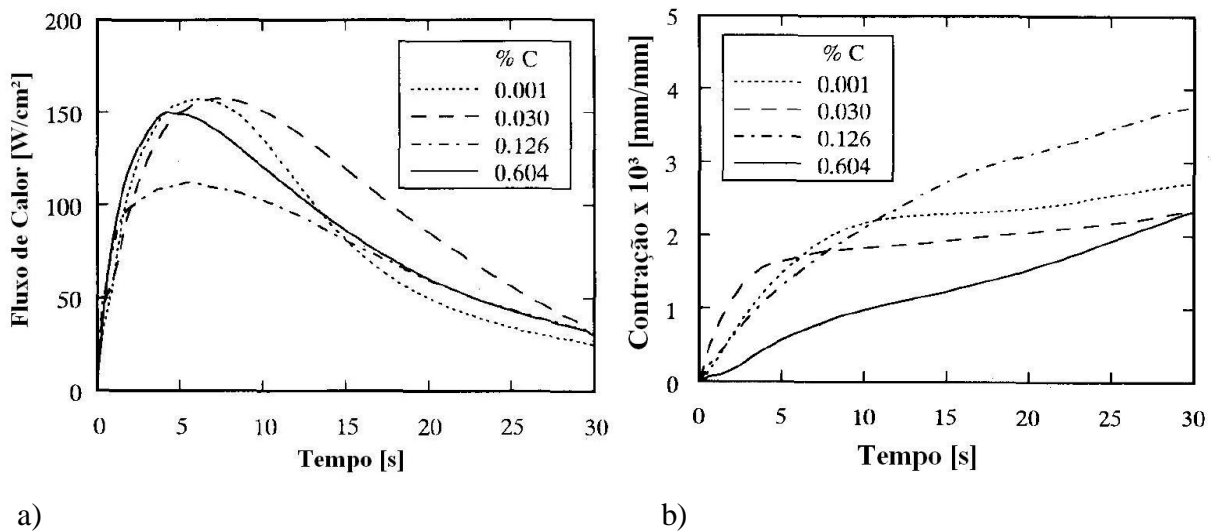 200
150
100
50
0
Fluxo de Calor [W/cm²]
% C
0.001
0.030
0.126
0.604
0 5 10 15 20 25 30
Tempo [s]
a)
5
4
3
2
1
0
Contração x 10³ [mm/mm]
% C
0.001
0.030
0.126
0.604
0 5 10 15 20 25 30
Tempo [s]
b)